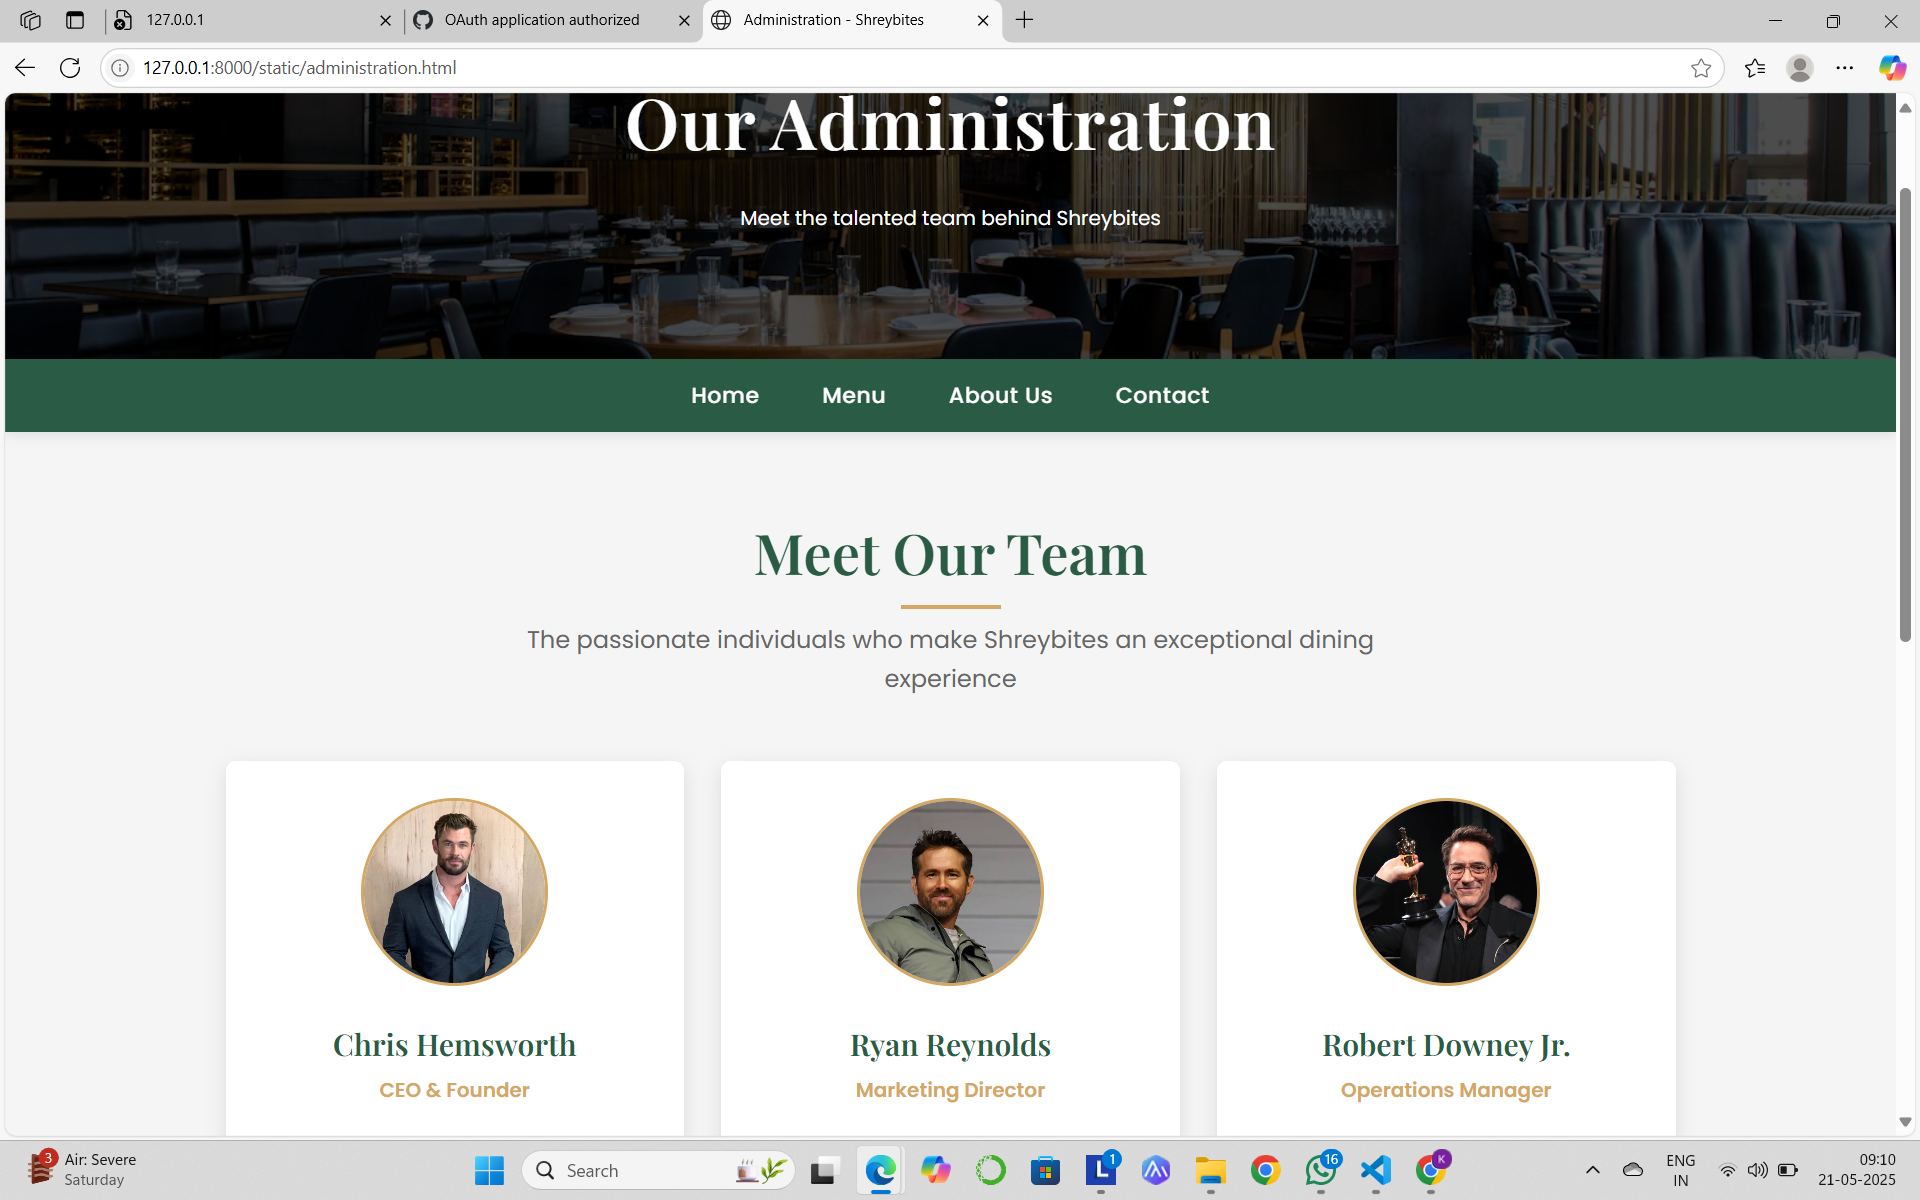 127.0.0.1
OAuth application authorized
Administration - Shreybites
127.0.0.1:8000/static/administration.html
Our Administration
Meet the talented team behind Shreybites
Home
Menu
About Us
Contact
Meet Our Team
The passionate individuals who make Shreybites an exceptional dining
experience
Chris Hemsworth
CEO & Founder
Ryan Reynolds
Marketing Director
Robert Downey Jr.
Operations Manager
3
Air: Severe
Saturday
Search
L
1
16
K
ENG
IN
09:10
21-05-2025